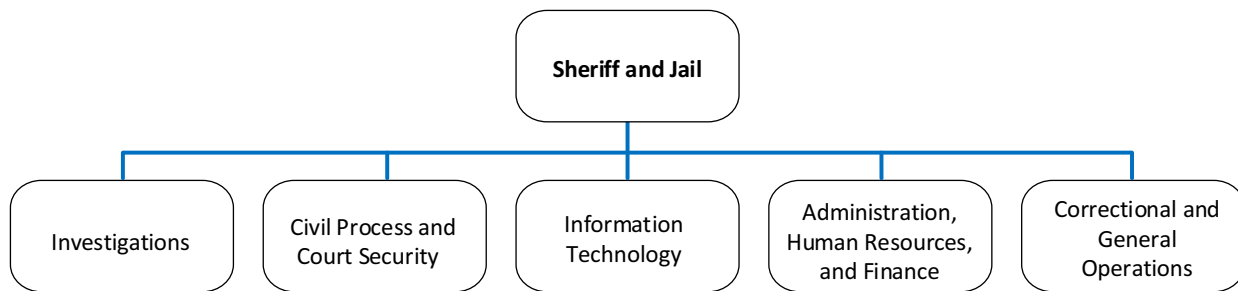 Sheriff and Jail
Investigations
Civil Process and
Court Security
Information
Technology
Administration,
Human Resources,
and Finance
Correctional and
General
Operations